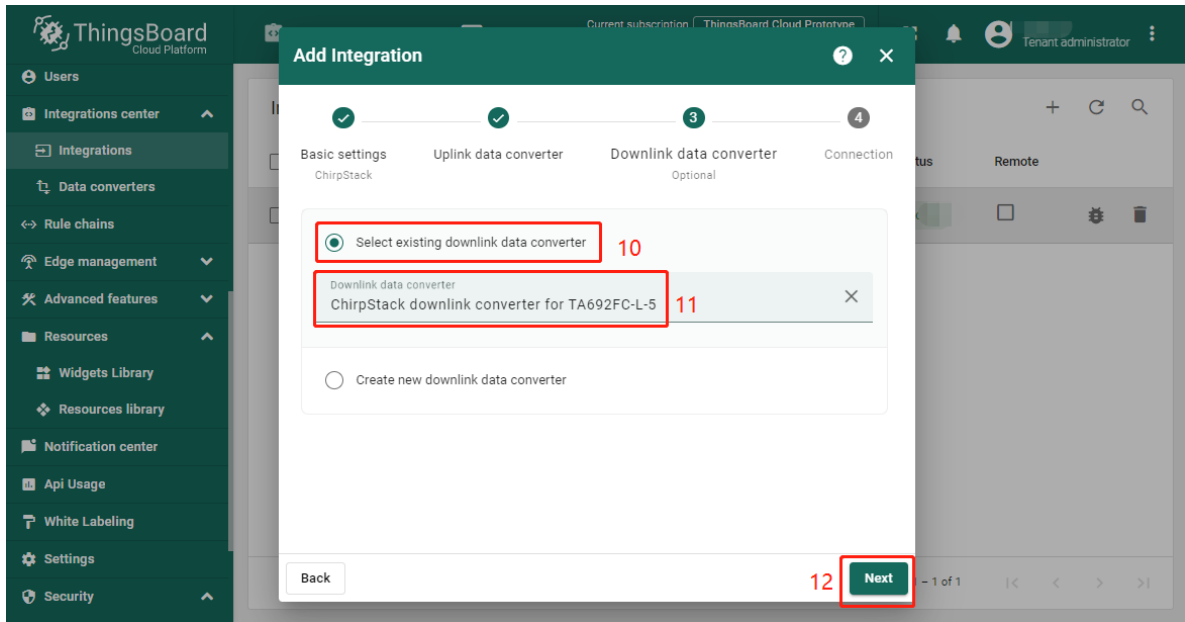 ThingsBoard
Cloud Platform
Current subscription ThingsBoard Cloud Prototype
Tenant administrator
Users
Integrations center
Integrations
Data converters
Rule chains
Edge management
Advanced features
Resources
Widgets Library
Resources library
Notification center
Api Usage
White Labeling
Settings
Security
Add Integration
3
4
Basic settings
ChirpStack
Uplink data converter
Downlink data converter
Optional
Connection
Select existing downlink data converter
10
Downlink data converter
ChirpStack downlink converter for TA692FC-L-5
11
Create new downlink data converter
Back
12
Next
tus
Remote
– 1 of 1